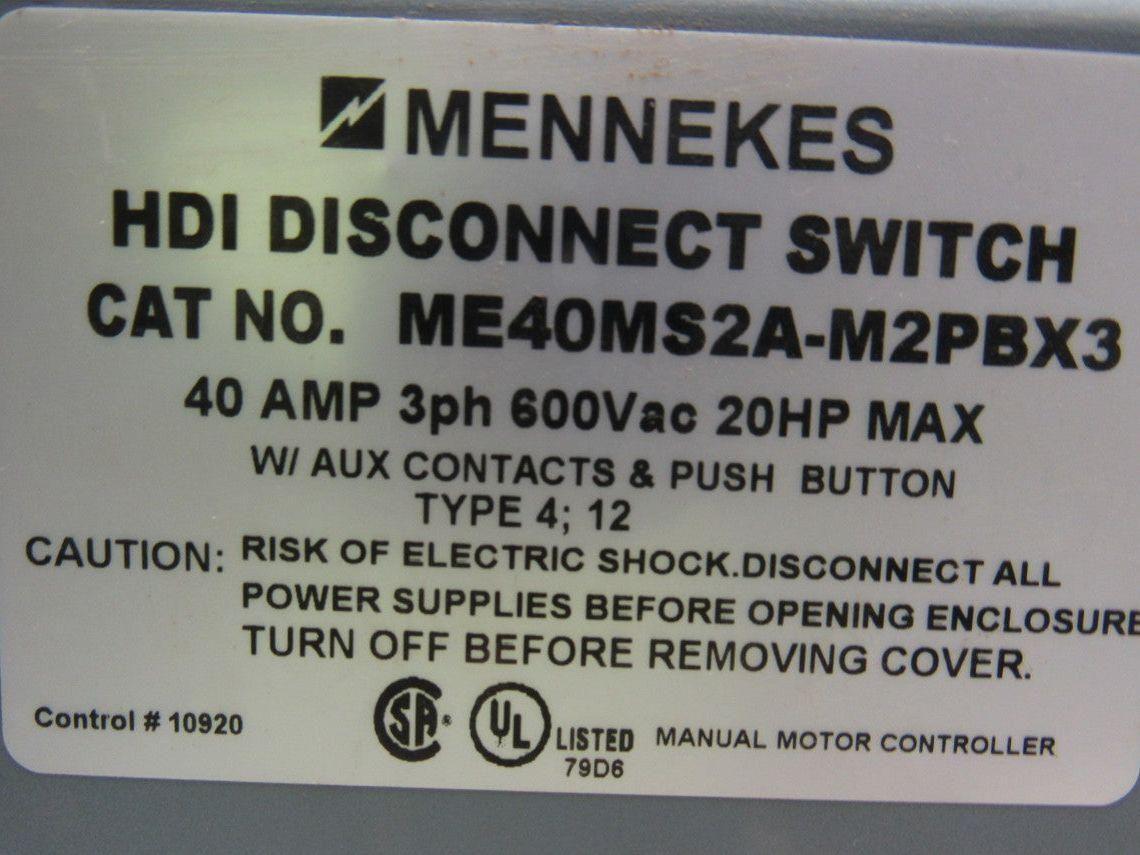 MENNEKES
HDI DISCONNECT SWITCH
CAT NO. ME40MS2A-M2PBX3
40 AMP 3ph 600Vac 20HP MAX
W/ AUX CONTACTS & PUSH BUTTON
TYPE 4; 12
CAUTION: RISK OF ELECTRIC SHOCK.DISCONNECT ALL
POWER SUPPLIES BEFORE OPENING ENCLOSURE
TURN OFF BEFORE REMOVING COVER.
Control # 10920 SA® UL LISTED MANUAL MOTOR CONTROLLER
79D6